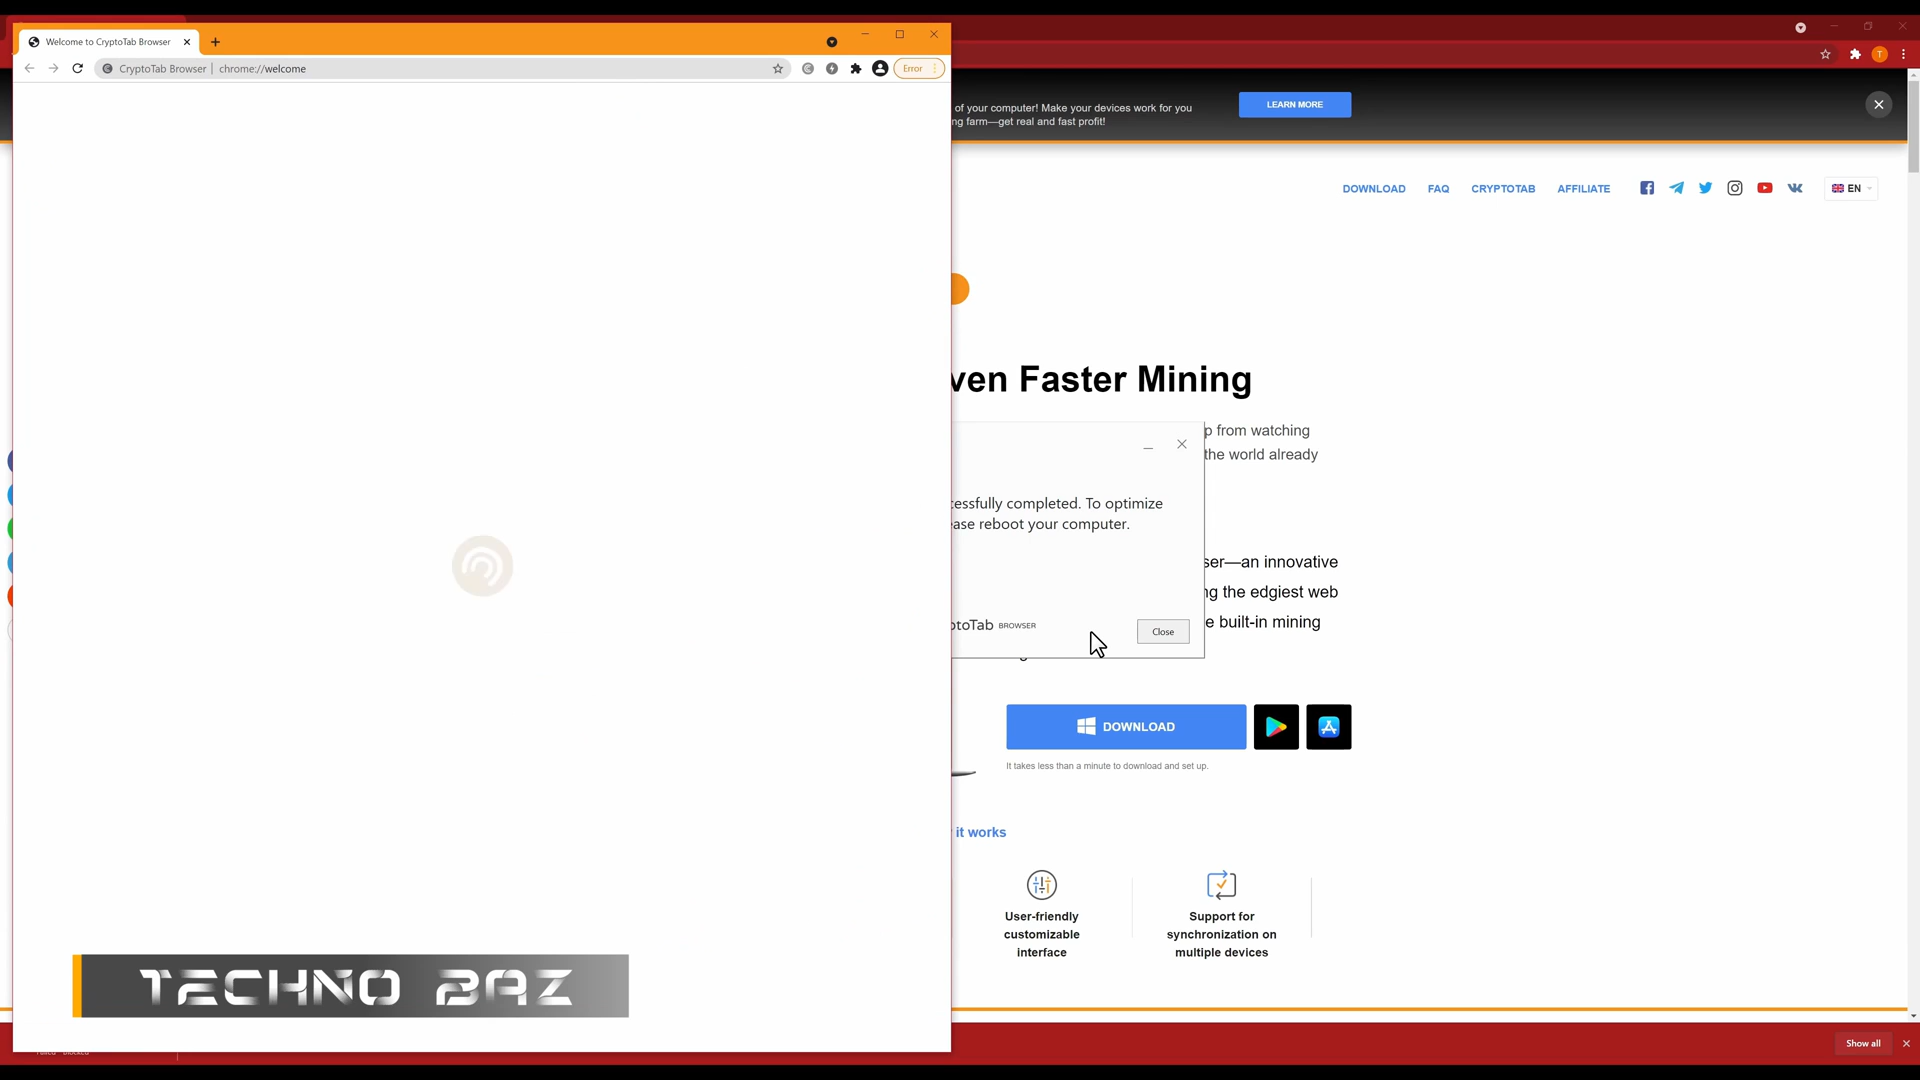 Welcome to CryptoTab Browser
CryptoTab Browser
chrome://welcome
Error
of your computer! Make your devices work for you
ng farm—get real and fast profit!
LEARN MORE
T
DOWNLOAD
FAQ
CRYPTOTAB
AFFILIATE
EN
ven Faster Mining
p from watching
the world already
essfully completed. To optimize
ase reboot your computer.
ser—an innovative
ng the edgiest web
e built-in mining
ptoTab BROWSER
Close
DOWNLOAD
It takes less than a minute to download and set up.
it works
User-friendly
customizable
interface
Support for
synchronization on
multiple devices
TECHNO BAZ
Show all